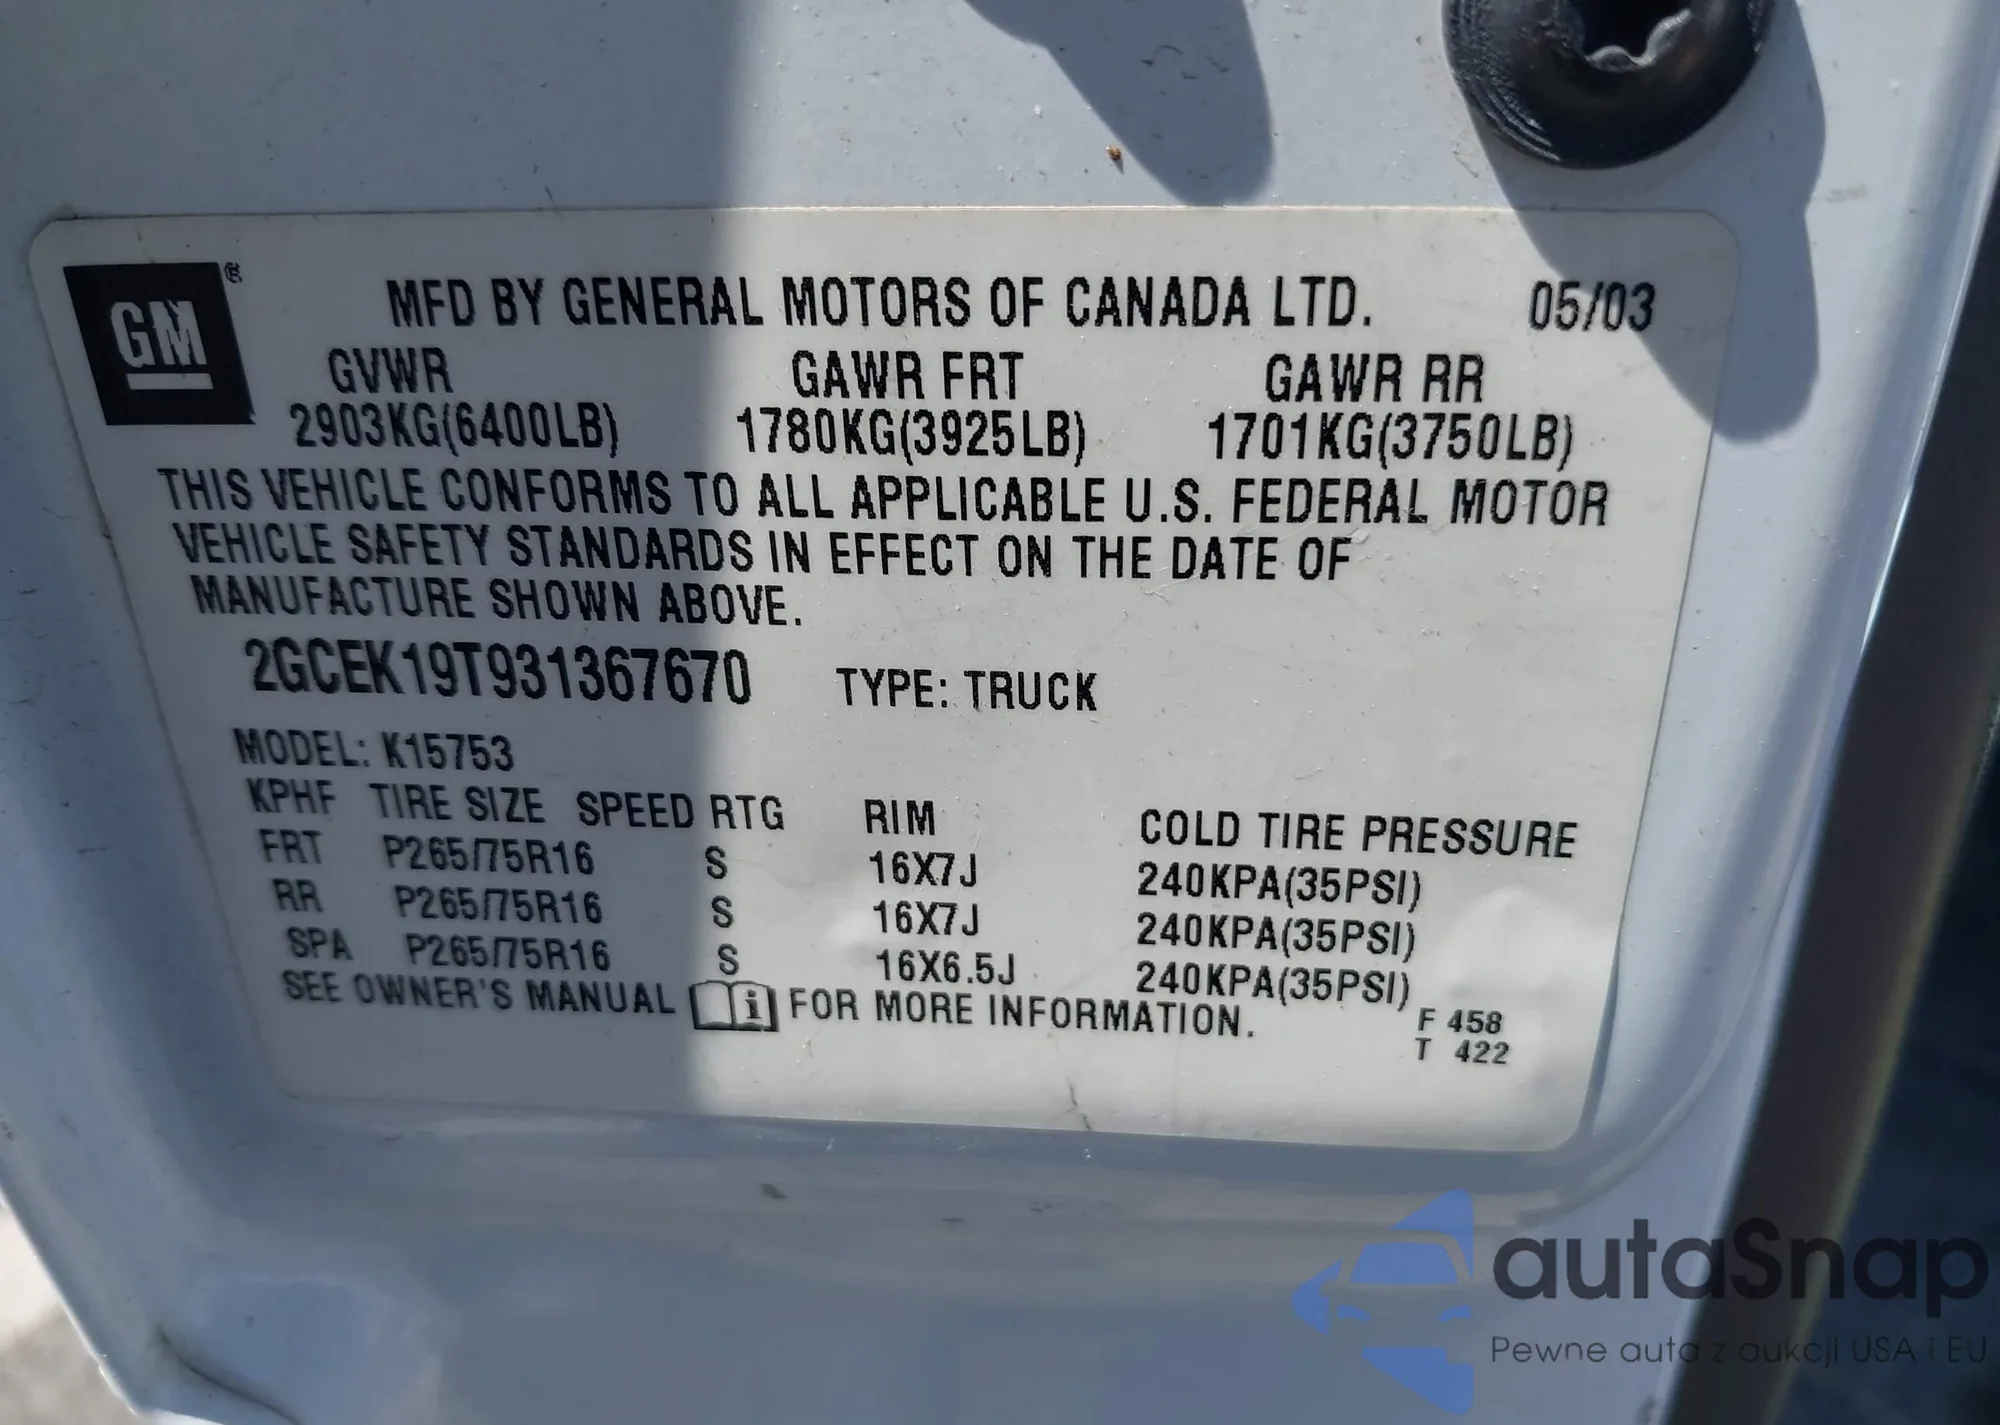 GM®
MFD BY GENERAL MOTORS OF CANADA LTD. 05/03
GVWR GAWR FRT GAWR RR
2903KG(6400LB) 1780KG(3925LB) 1701KG(3750LB)
THIS VEHICLE CONFORMS TO ALL APPLICABLE U.S. FEDERAL MOTOR
VEHICLE SAFETY STANDARDS IN EFFECT ON THE DATE OF
MANUFACTURE SHOWN ABOVE.
2GCEK19T931367670 TYPE: TRUCK
MODEL: K15753
KPHF TIRE SIZE SPEED RTG RIM COLD TIRE PRESSURE
FRT P265/75R16 S 16X7J 240KPA(35PSI)
RR P265/75R16 S 16X7J 240KPA(35PSI)
SPA P265/75R16 S 16X6.5J 240KPA(35PSI)
SEE OWNER'S MANUAL i FOR MORE INFORMATION.
F 458
T 422
autaSnap
Pewne auta z aukcji USA i EU